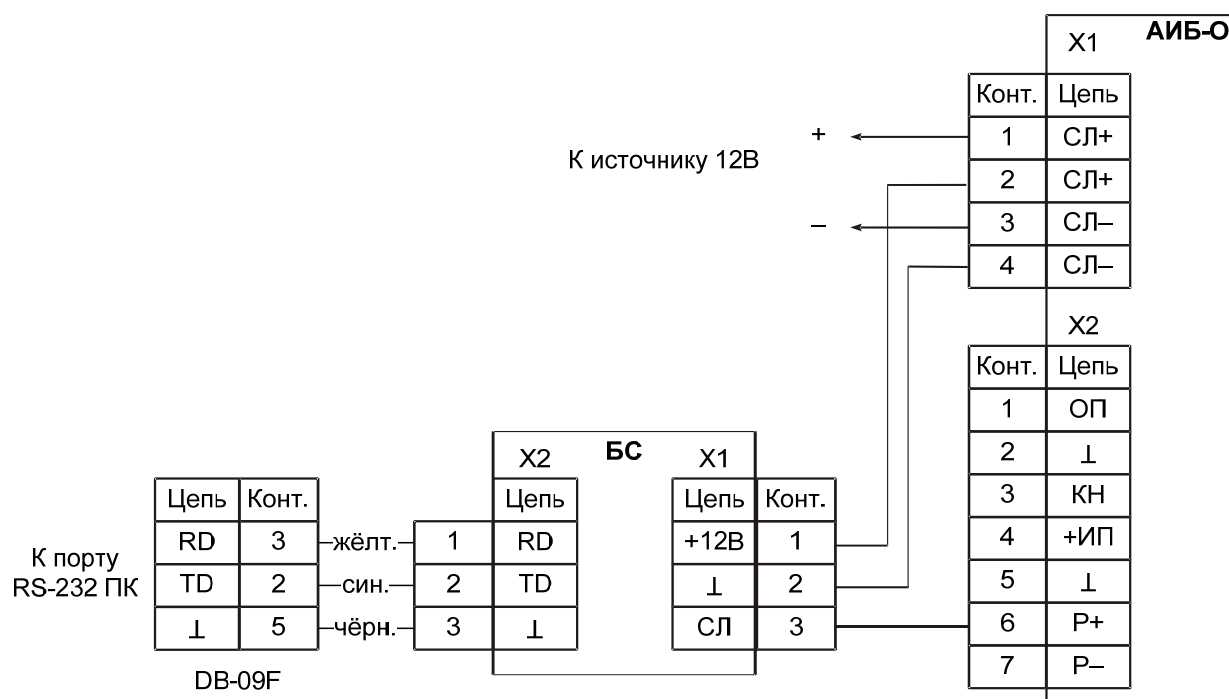 АИБ-О
X1
Конт. Цепь
1 СЛ+
2 СЛ+
3 СЛ–
4 СЛ–
+
К источнику 12В
–
X2
Конт. Цепь
1 ОП
2 ⊥
3 КН
4 +ИП
5 ⊥
6 Р+
7 Р–
БС
X2
X1
Цепь Конт. Цепь Цепь Конт.
RD 3 жёлт. 1 RD +12В 1
TD 2 син. 2 TD ⊥ 2
⊥ 5 чёрн. 3 ⊥ СЛ 3
К порту
RS-232 ПК
DB-09F